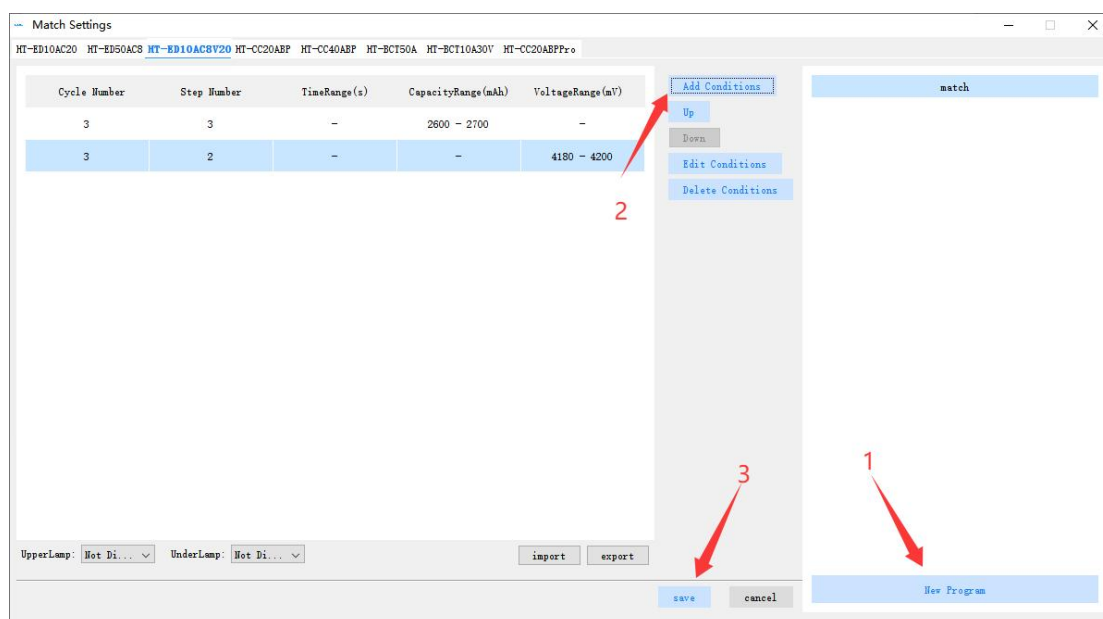 Match Settings
HT-ED10AC20 HT-ED50AC8 HT-ED10AC8V20 HT-CC20ABP HT-CC40ABP HT-BCT50A HT-BCT10A30V HT-CC20ABPPro
Cycle Number Step Number TimeRange(s) CapacityRange(mAh) VoltageRange(mV)
3 3 - 2600 - 2700 -
3 2 - - 4180 - 4200
Add Conditions
Up
Down
Edit Conditions
Delete Conditions
2
match
3
1
UpperLamp: Not Di... UnderLamp: Not Di... import export
save cancel
New Program